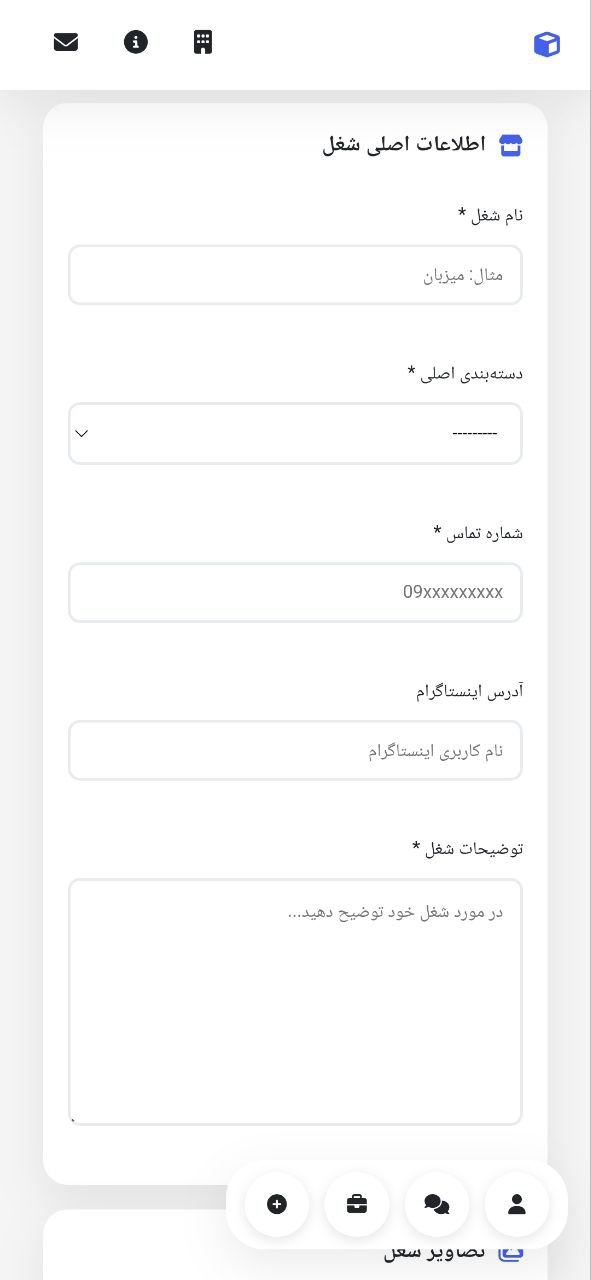 اطلاعات اصلی شغل
نام شغل *
مثال: میزبان
دسته‌بندی اصلی *
---------
شماره تماس *
09xxxxxxxxx
آدرس اینستاگرام
نام کاربری اینستاگرام
توضیحات شغل *
در مورد شغل خود توضیح دهید...
تصاویر شغل